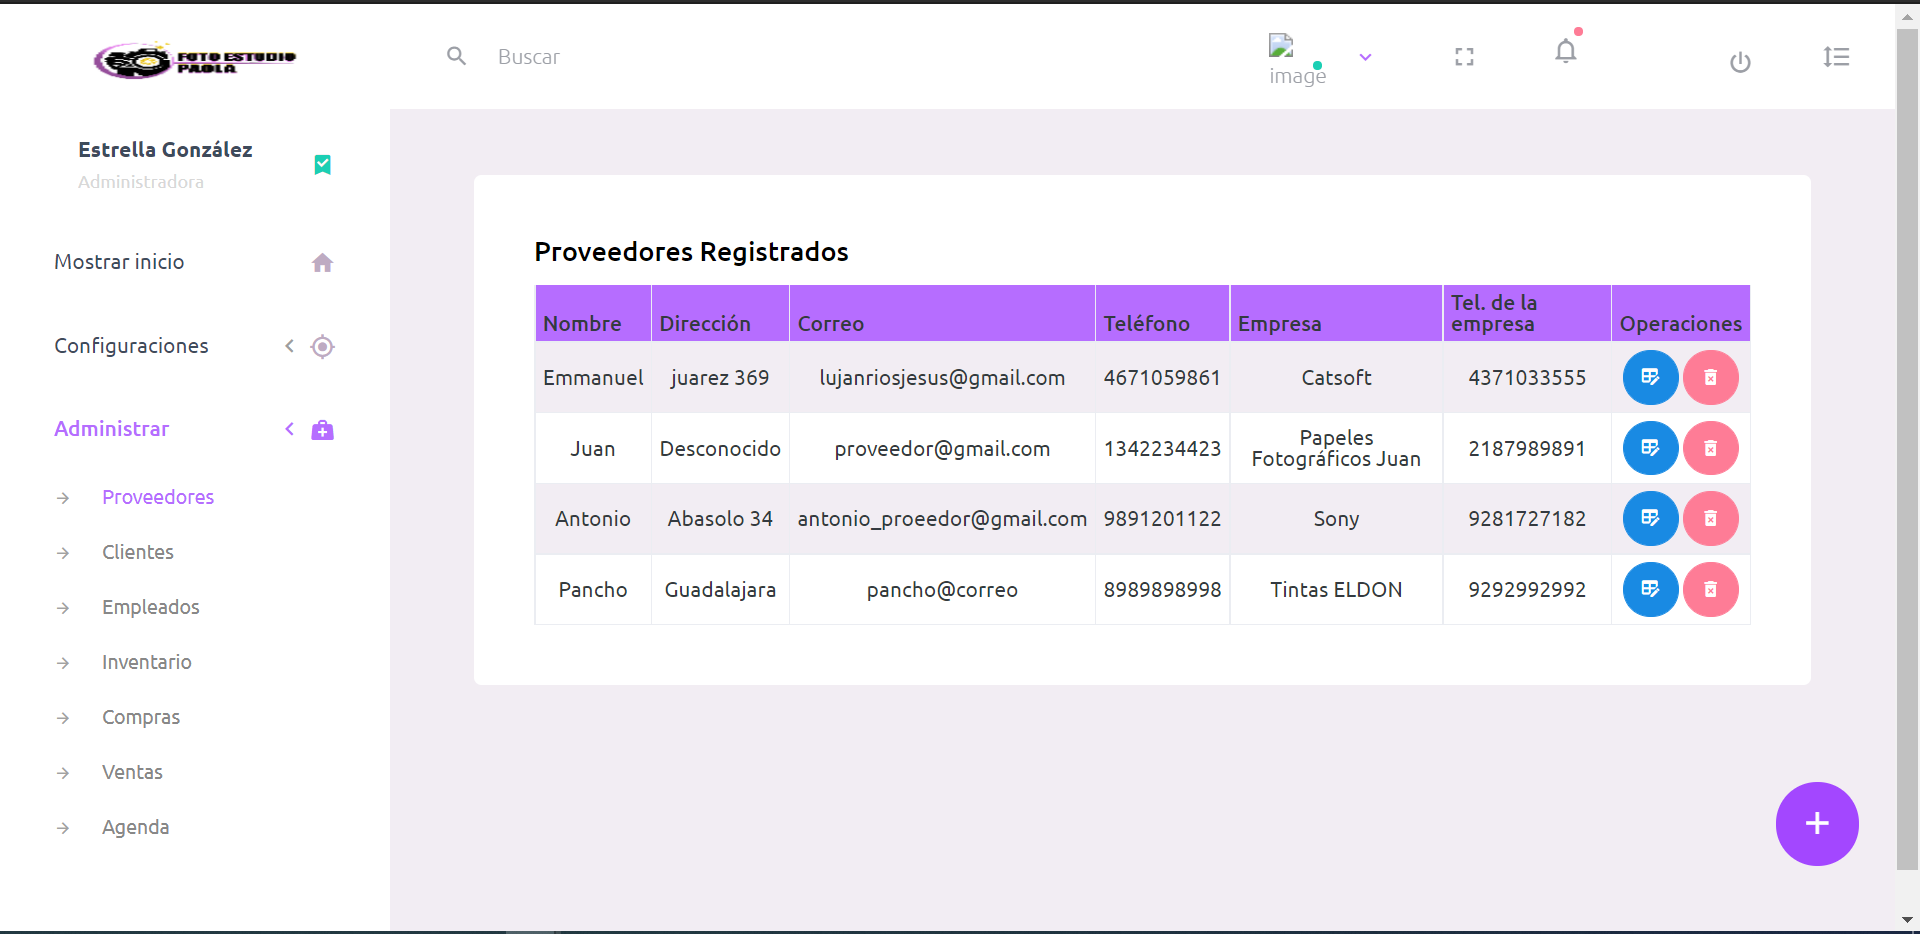 FOTO ESTUDIO
PAOLA
Buscar
image
Estrella González
Administradora
Mostrar inicio
Configuraciones
Administrar
Proveedores
Clientes
Empleados
Inventario
Compras
Ventas
Agenda
Proveedores Registrados
Nombre Dirección Correo Teléfono Empresa Tel. de la empresa Operaciones
Emmanuel juarez 369 lujanriosjesus@gmail.com 4671059861 Catsoft 4371033555
Juan Desconocido proveedor@gmail.com 1342234423 Papeles Fotográficos Juan 2187989891
Antonio Abasolo 34 antonio_proeedor@gmail.com 9891201122 Sony 9281727182
Pancho Guadalajara pancho@correo 8989898998 Tintas ELDON 9292992992